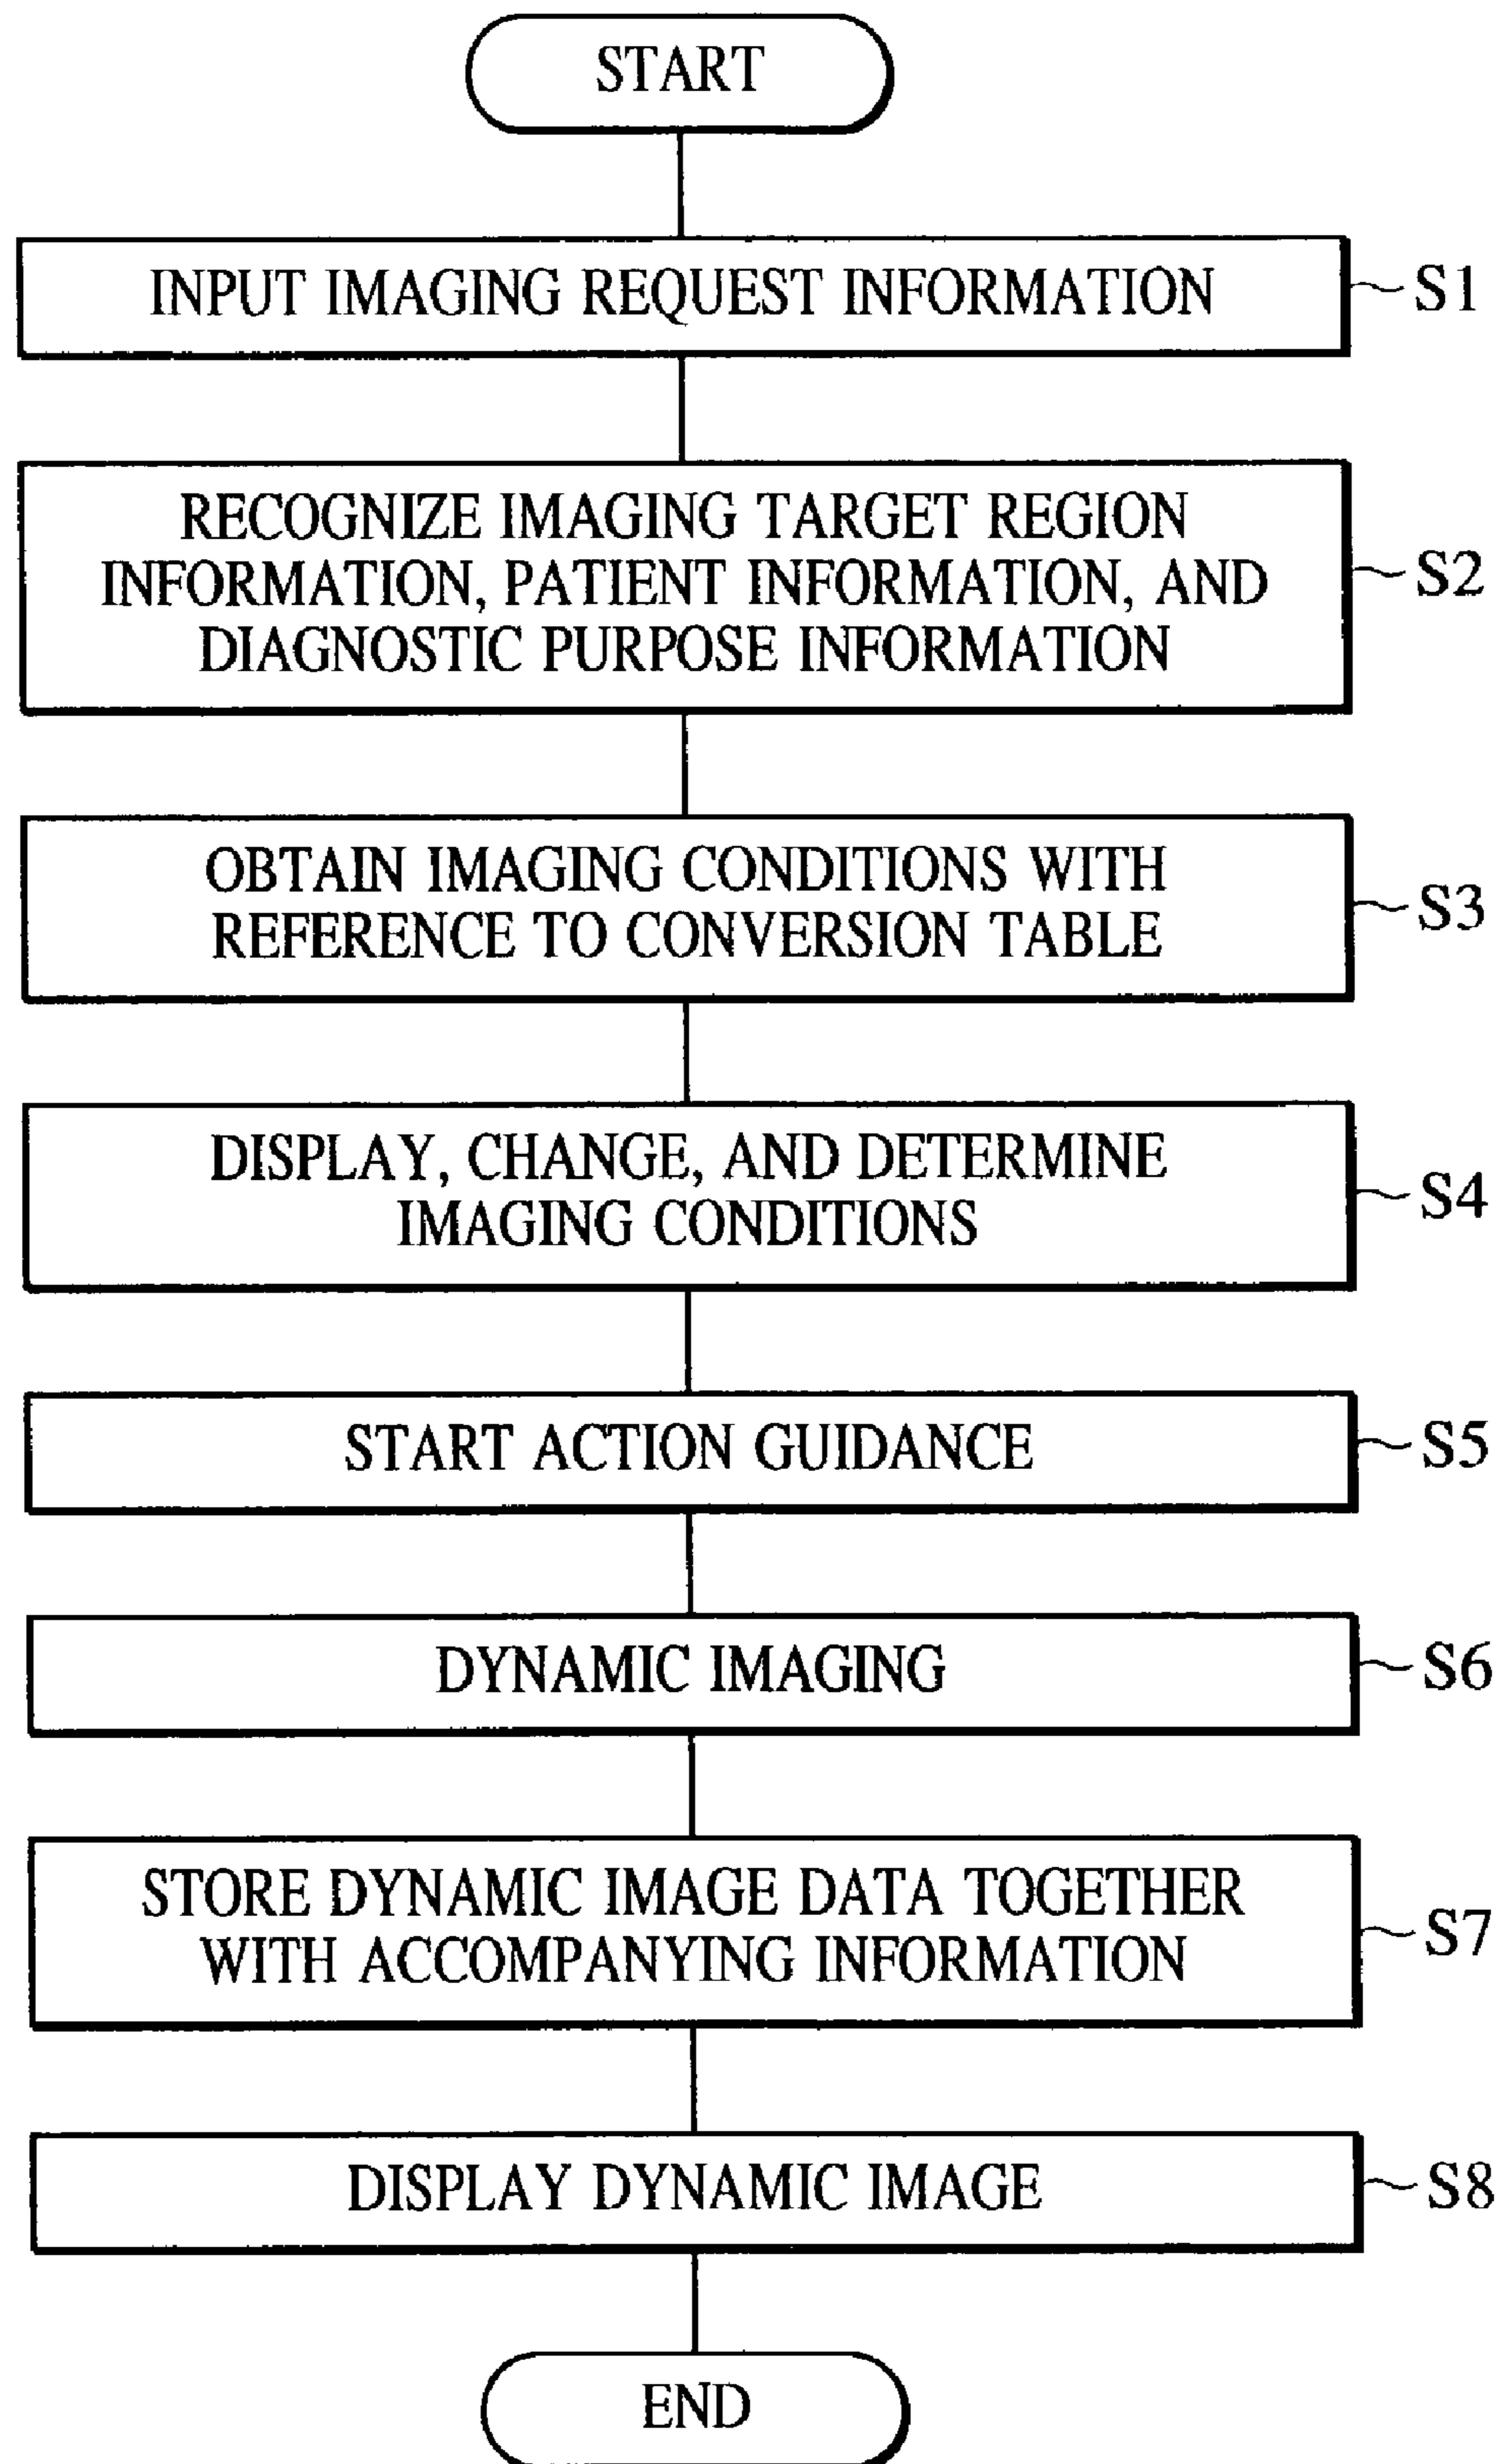 START
INPUT IMAGING REQUEST INFORMATION
S1
RECOGNIZE IMAGING TARGET REGION
INFORMATION, PATIENT INFORMATION, AND
DIAGNOSTIC PURPOSE INFORMATION
S2
OBTAIN IMAGING CONDITIONS WITH
REFERENCE TO CONVERSION TABLE
S3
DISPLAY, CHANGE, AND DETERMINE
IMAGING CONDITIONS
S4
START ACTION GUIDANCE
S5
DYNAMIC IMAGING
S6
STORE DYNAMIC IMAGE DATA TOGETHER
WITH ACCOMPANYING INFORMATION
S7
DISPLAY DYNAMIC IMAGE
S8
END